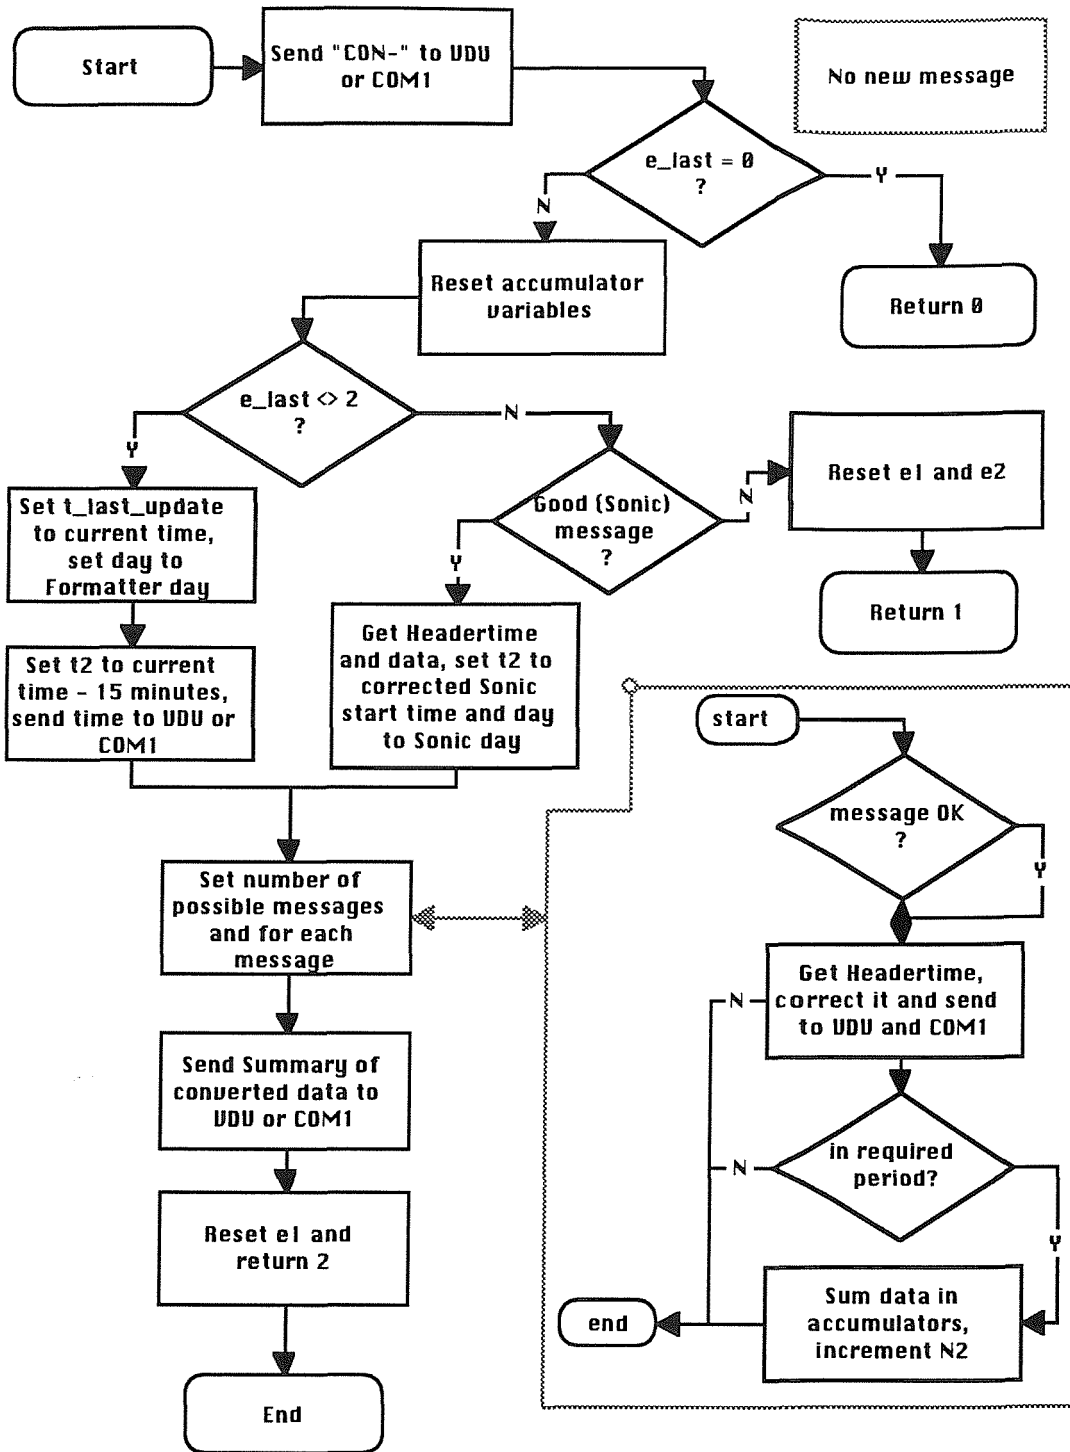 Start
Send "CON-" to VDU
or COM1
No new message
e_last = 0
?
Y
N
Reset accumulator
variables
Return 0
e_last <> 2
?
N
Y
Good (Sonic)
message
?
N
Y
Reset e1 and e2
Return 1
Set t_last_update
to current time,
set day to
Formatter day
Set t2 to current
time - 15 minutes,
send time to VDU or
COM1
Get Headertime
and data, set t2 to
corrected Sonic
start time and day
to Sonic day
Set number of
possible messages
and for each
message
Send Summary of
converted data to
VDU or COM1
Reset e1 and
return 2
End
start
message OK
?
Y
Get Headertime,
correct it and send
to VDU and COM1
N
in required
period?
N
Y
Sum data in
accumulators,
increment N2
end